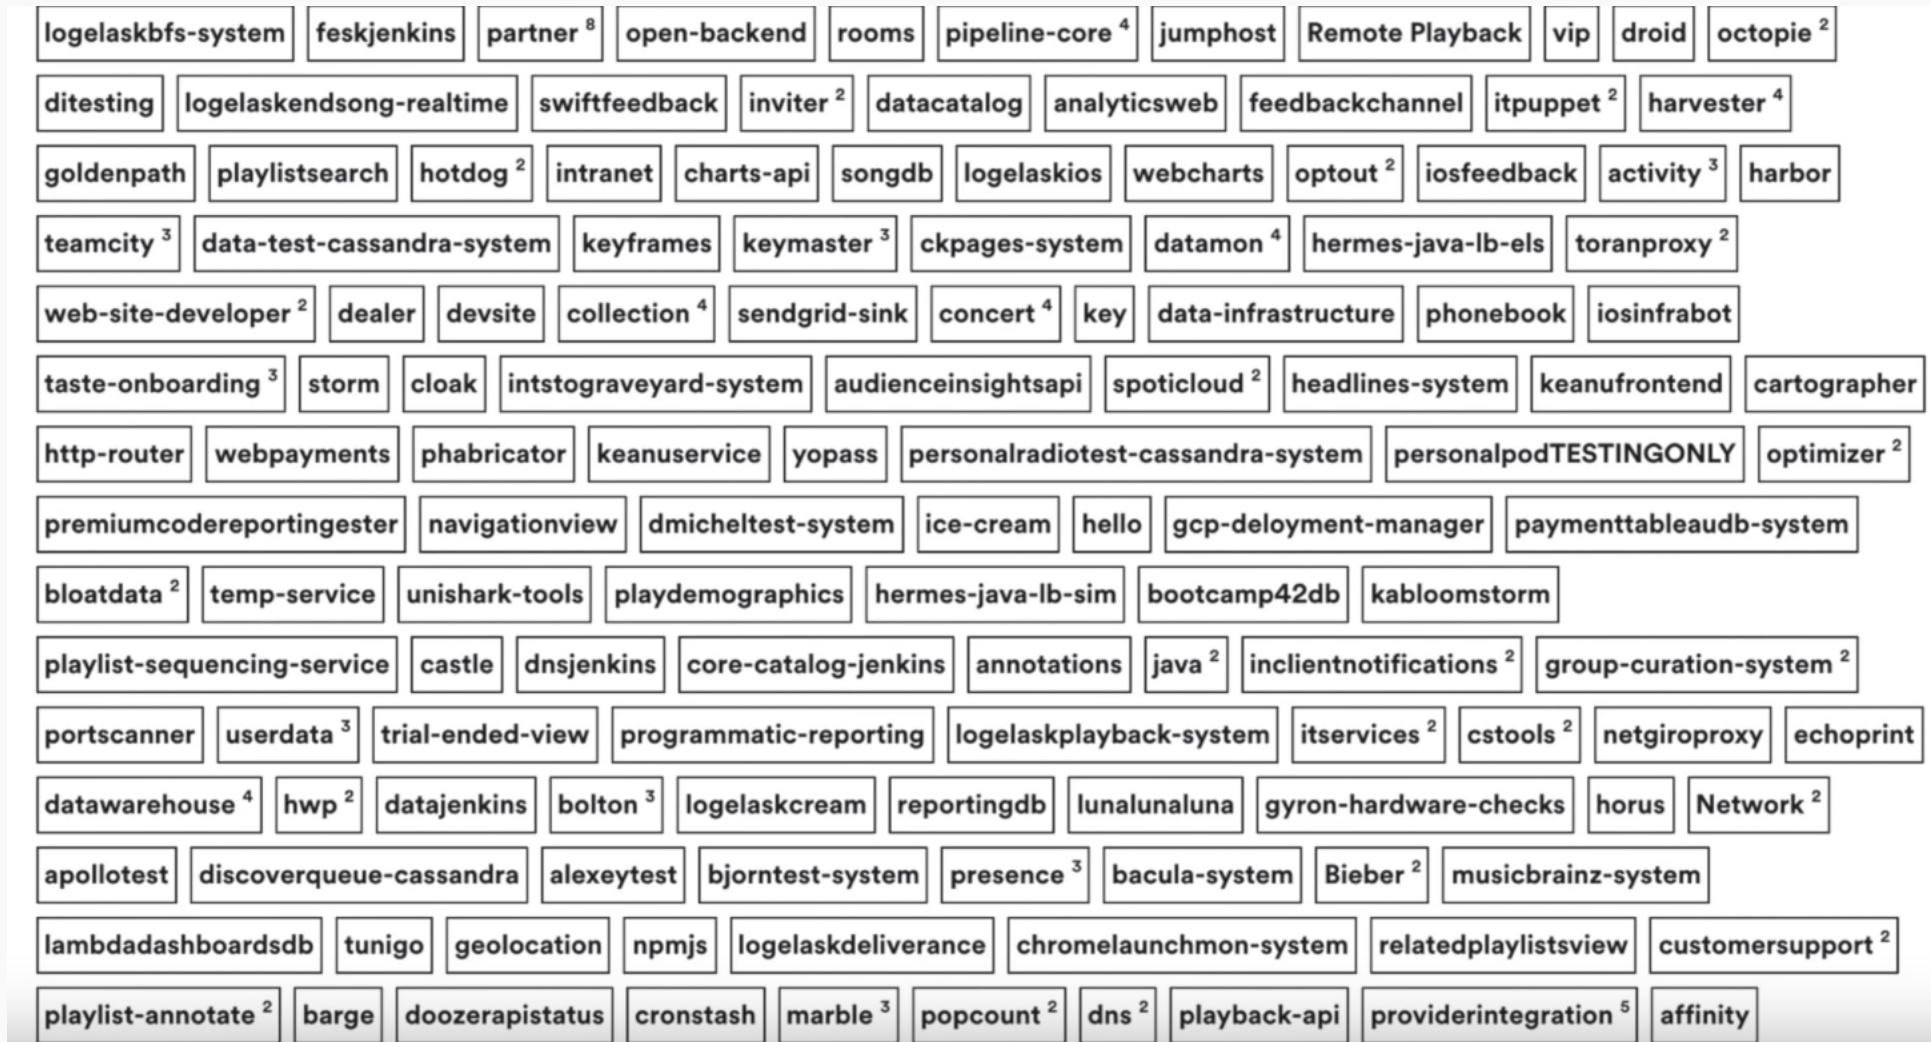 logelaskbfs-system feskjenkins partner 8 open-backend rooms pipeline-core 4 jumphost Remote Playback vip droid octopie 2
ditesting logelaskendsong-realtime swiftfeedback inviter 2 datacatalog analyticsweb feedbackchannel itpuppet 2 harvester 4
goldenpath playlistsearch hotdog 2 intranet charts-api songdb logelaskios webcharts optout 2 iosfeedback activity 3 harbor
teamcity 3 data-test-cassandra-system keyframes keymaster 3 ckpages-system datamon 4 hermes-java-lb-els toranproxy 2
web-site-developer 2 dealer devsite collection 4 sendgrid-sink concert 4 key data-infrastructure phonebook iosinfrabot
taste-onboarding 3 storm cloak intstograveyard-system audienceinsightsapi spoticloud 2 headlines-system keanufrontend cartographer
http-router webpayments phabricator keanuservice yopass personalradiotest-cassandra-system personalpodTESTINGONLY optimizer 2
premiumcodereportingester navigationview dmicheltest-system ice-cream hello gcp-deloyment-manager paymenttableaudb-system
bloatdata 2 temp-service unishark-tools playdemographics hermes-java-lb-sim bootcamp42db kabloomstorm
playlist-sequencing-service castle dnsjenkins core-catalog-jenkins annotations java 2 inclientnotifications 2 group-curation-system 2
portscanner userdata 3 trial-ended-view programmatic-reporting logelaskplayback-system itservices 2 cstools 2 netgiroproxy echoprint
datawarehouse 4 hwp 2 datajenkins bolton 3 logelaskcream reportingdb lunalunaluna gyron-hardware-checks horus Network 2
apollotest discoverqueue-cassandra alexeytest bjorntest-system presence 3 bacula-system Bieber 2 musicbrainz-system
lambdadashboardsdb tunigo geolocation npmjs logelaskdeliverance chromelaunchmon-system relatedplaylistsview customersupport 2
playlist-annotate 2 barge doozerapistatus cronstash marble 3 popcount 2 dns 2 playback-api providerintegration 5 affinity